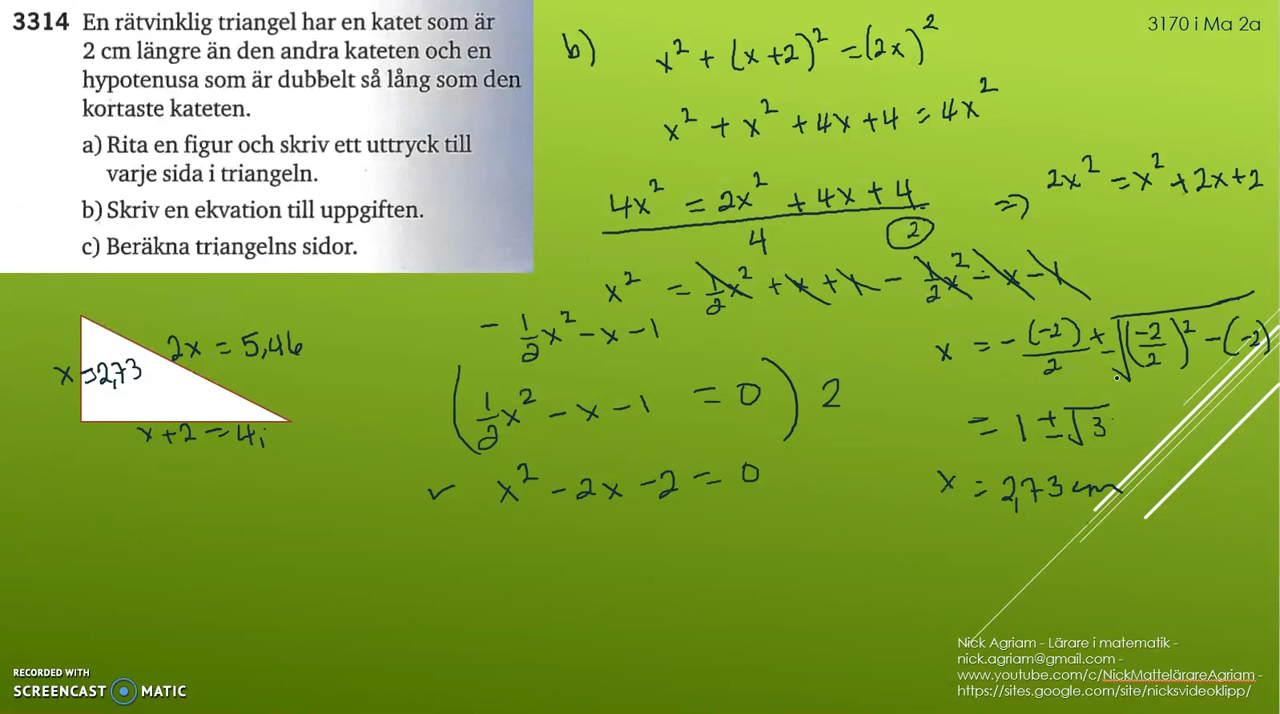 3314 En rätvinklig triangel har en katet som är
2 cm längre än den andra kateten och en
hypotenusa som är dubbelt så lång som den
kortaste kateten.
a) Rita en figur och skriv ett uttryck till
varje sida i triangeln.
b) Skriv en ekvation till uppgiften.
c) Beräkna triangelns sidor.
3170 i Ma 2a
b) x² + (x+2)² = (2x)²
x² + x² + 4x + 4 = 4x²
4x² = 2x² + 4x + 4
4 2
⇒) 2x² = x² + 2x + 2
x² = 1/2x² + x + x - 1/2x² - x - x
- 1/2x² - x - 1
(1/2x² - x - 1 = 0) 2
✓ x² - 2x - 2 = 0
x = - (-2)/2 ± √(-2/2)² - (-2)
= 1 ± √3
x = 2,73 cm
2x = 5,46
x = 2,73
x + 2 = 4,
Nick Agriam - Lärare i matematik -
nick.agriam@gmail.com -
www.youtube.com/c/NickMattelärareAgriam -
https://sites.google.com/site/nicksvideoklipp/
RECORDED WITH
SCREENCAST MATIC